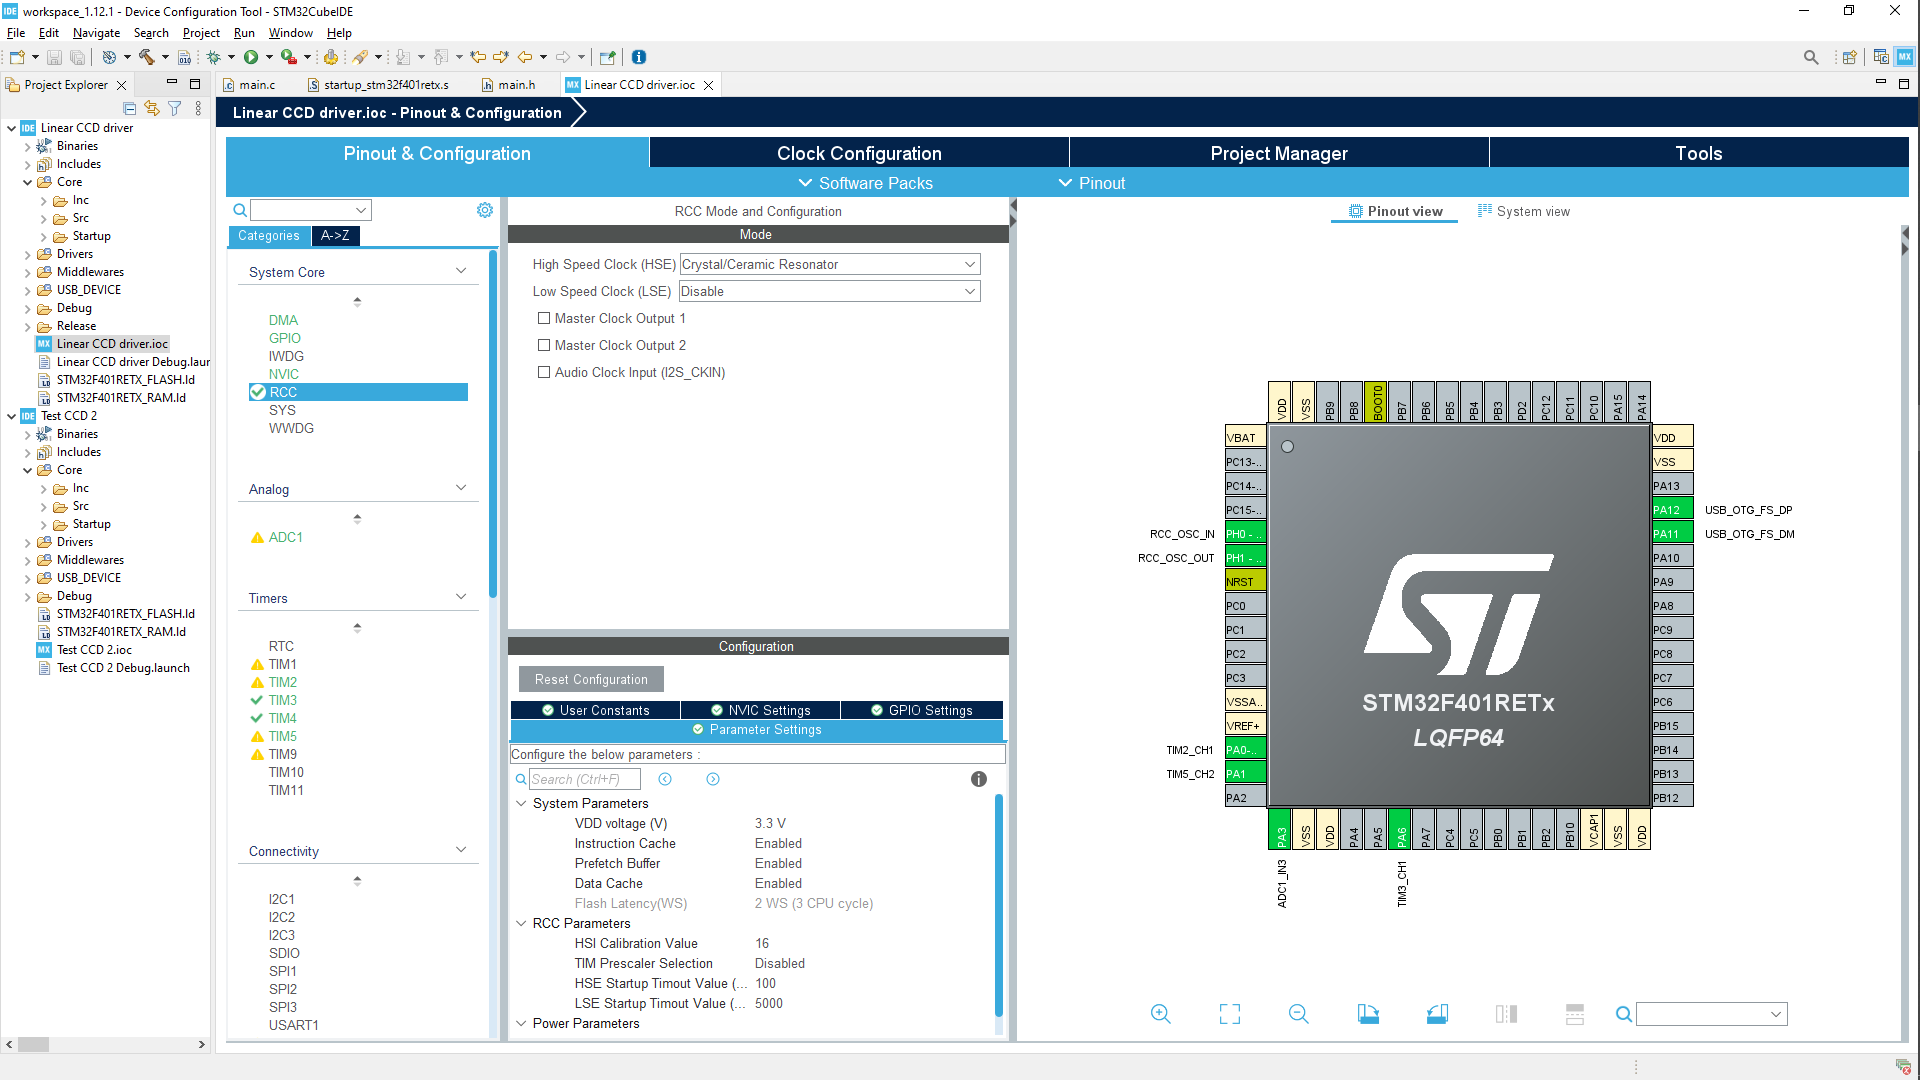 IDE workspace_1.12.1 - Device Configuration Tool - STM32CubeIDE
File Edit Navigate Search Project Run Window Help
Project Explorer
main.c
startup_stm32f401retx.s
main.h
MX Linear CCD driver.ioc
Linear CCD driver.ioc - Pinout & Configuration
Pinout & Configuration
Clock Configuration
Project Manager
Tools
Software Packs
Pinout
IDE Linear CCD driver
Binaries
Includes
Core
Inc
Src
Startup
Drivers
Middlewares
USB_DEVICE
Debug
Release
MX Linear CCD driver.ioc
Linear CCD driver Debug.laur
STM32F401RETX_FLASH.ld
STM32F401RETX_RAM.ld
IDE Test CCD 2
Binaries
Includes
Core
Inc
Src
Startup
Drivers
Middlewares
USB_DEVICE
Debug
STM32F401RETX_FLASH.ld
STM32F401RETX_RAM.ld
MX Test CCD 2.ioc
Test CCD 2 Debug.launch
Categories
A->Z
System Core
DMA
GPIO
IWDG
NVIC
RCC
SYS
WWDG
Analog
ADC1
Timers
RTC
TIM1
TIM2
TIM3
TIM4
TIM5
TIM9
TIM10
TIM11
Connectivity
I2C1
I2C2
I2C3
SDIO
SPI1
SPI2
SPI3
USART1
RCC Mode and Configuration
Mode
High Speed Clock (HSE) Crystal/Ceramic Resonator
Low Speed Clock (LSE) Disable
Master Clock Output 1
Master Clock Output 2
Audio Clock Input (I2S_CKIN)
Configuration
Reset Configuration
User Constants
NVIC Settings
GPIO Settings
Parameter Settings
Configure the below parameters :
Search (Ctrl+F)
System Parameters
VDD voltage (V) 3.3 V
Instruction Cache Enabled
Prefetch Buffer Enabled
Data Cache Enabled
Flash Latency(WS) 2 WS (3 CPU cycle)
RCC Parameters
HSI Calibration Value 16
TIM Prescaler Selection Disabled
HSE Startup Timout Value (... 100
LSE Startup Timout Value (... 5000
Power Parameters
Pinout view
System view
VDD VSS PB9 PB8 BOOT0 PB7 PB6 PB5 PB4 PB3 PD2 PC12 PC11 PC10 PA15 PA14
VBAT
PC13-..
PC14-..
PC15-..
RCC_OSC_IN PH0 - ..
RCC_OSC_OUT PH1 - ..
NRST
PC0
PC1
PC2
PC3
VSSA..
VREF+
TIM2_CH1 PA0-..
TIM5_CH2 PA1
PA2
STM32F401RETx
LQFP64
VDD
VSS
PA13
PA12 USB_OTG_FS_DP
PA11 USB_OTG_FS_DM
PA10
PA9
PA8
PC9
PC8
PC7
PC6
PB15
PB14
PB13
PB12
PA3 VSS VDD PA4 PA5 PA6 PA7 PC4 PC5 PB0 PB1 PB2 PB10 VCAP1 VSS VDD
ADC1_IN3
TIM3_CH1